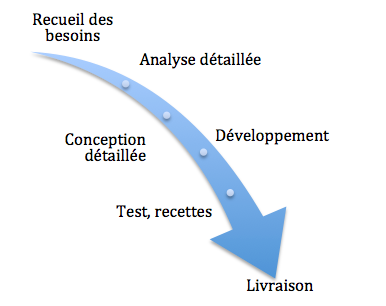 Recueil des
besoins
Analyse détaillée
Conception
détaillée
Développement
Test, recettes
Livraison